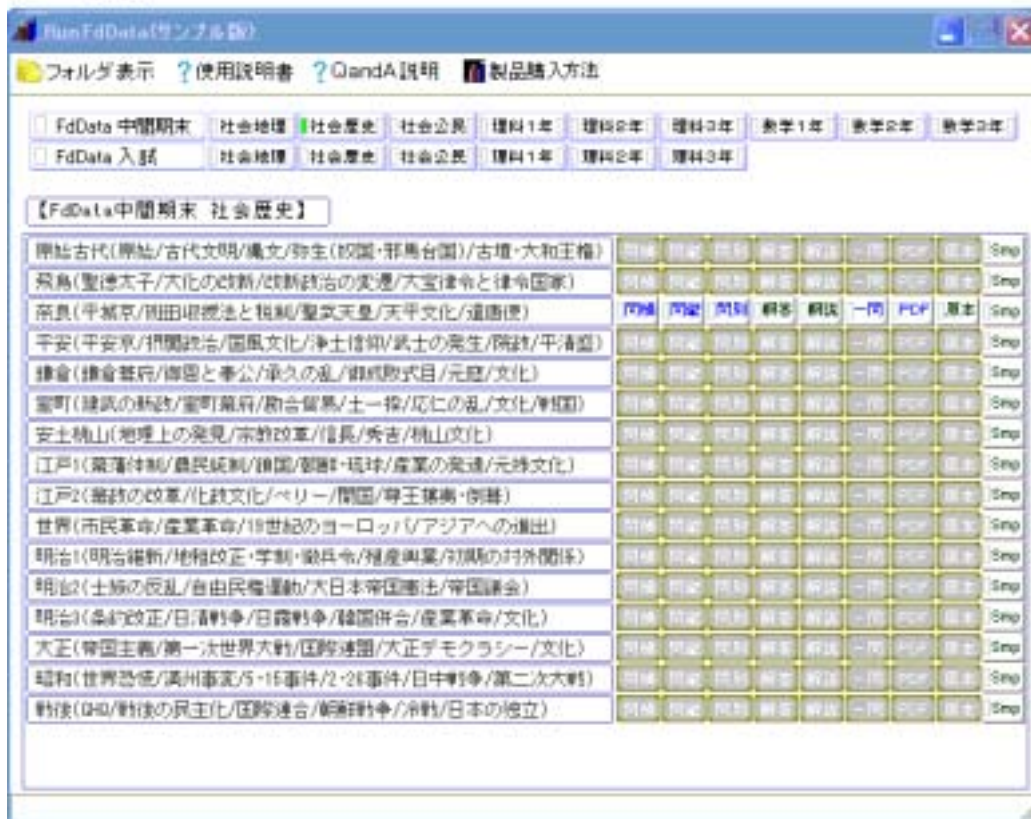 RunFdData(サンプル版)
フォルダ表示 ?使用説明書 ?QandA説明 製品購入方法
FdData 中間期末 社会地理 社会歴史 社会公民 理科1年 理科2年 理科3年 数学1年 数学2年 数学3年
FdData 入試 社会地理 社会歴史 社会公民 理科1年 理科2年 理科3年
【FdData中間期末 社会歴史】
原始古代(原始/古代文明/縄文/弥生(奴国・邪馬台国)/古墳・大和王権) Smp
飛鳥(聖徳太子/大化の改新/改新政治の変遷/大宝律令と律令国家) Smp
奈良(平城京/班田収授法と税制/聖武天皇/天平文化/遣唐使) 問横 問縦 問別 解答 解説 一問 PDF 原本 Smp
平安(平安京/摂関政治/国風文化/浄土信仰/武士の発生/院政/平清盛) Smp
鎌倉(鎌倉幕府/御恩と奉公/承久の乱/御成敗式目/元寇/文化) Smp
室町(建武の新政/室町幕府/勘合貿易/土一揆/応仁の乱/文化/戦国) Smp
安土桃山(地理上の発見/宗教改革/信長/秀吉/桃山文化) Smp
江戸1(幕藩体制/農民統制/鎖国/朝鮮・琉球/産業の発達/元禄文化) Smp
江戸2(幕政の改革/化政文化/ペリー/開国/尊王攘夷・倒幕) Smp
世界(市民革命/産業革命/19世紀のヨーロッパ/アジアへの進出) Smp
明治1(明治維新/地租改正・学制・徴兵令/殖産興業/初期の対外関係) Smp
明治2(士族の反乱/自由民権運動/大日本帝国憲法/帝国議会) Smp
明治3(条約改正/日清戦争/日露戦争/韓国併合/産業革命/文化) Smp
大正(帝国主義/第一次世界大戦/国際連盟/大正デモクラシー/文化) Smp
昭和(世界恐慌/満州事変/5・15事件/2・26事件/日中戦争/第二次大戦) Smp
戦後(GHQ/戦後の民主化/国際連合/朝鮮戦争/冷戦/日本の独立) Smp